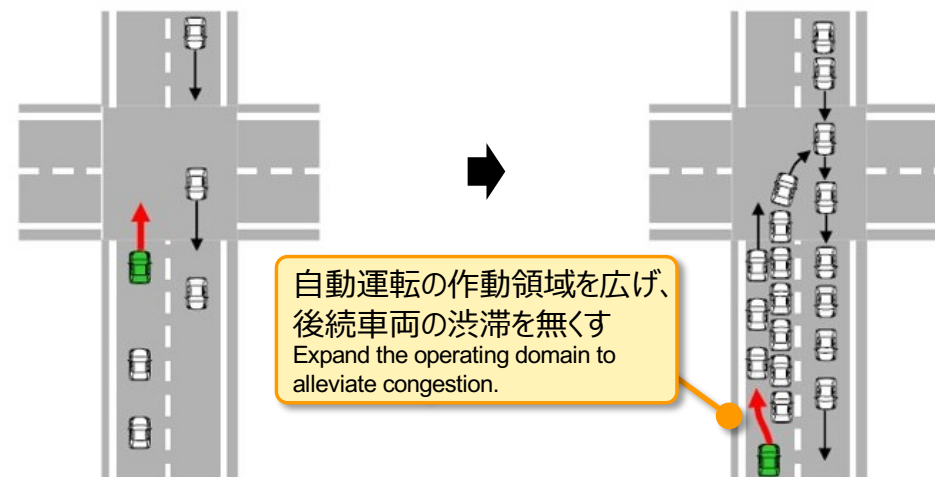 自動運転の作動領域を広げ、
後続車両の渋滞を無くす
Expand the operating domain to
alleviate congestion.